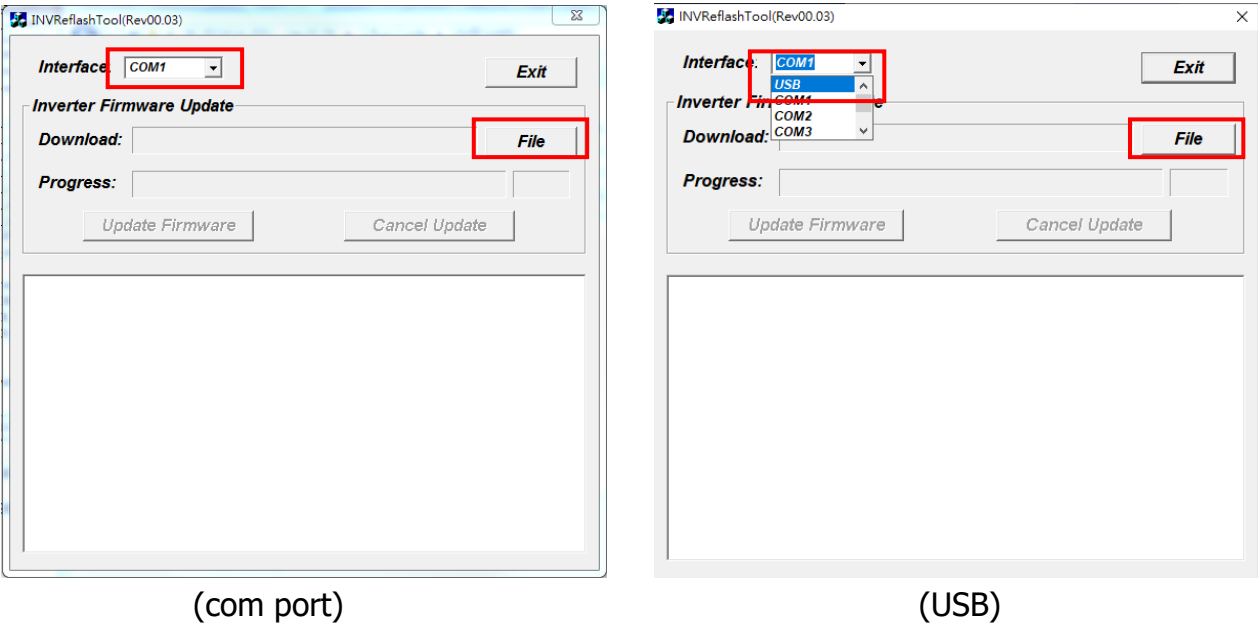 INVReflashTool(Rev00.03)
Interface: COM1
Exit
Inverter Firmware Update
Download:
File
Progress:
Update Firmware
Cancel Update
(com port)
INVReflashTool(Rev00.03)
Interface: COM1
Exit
USB
COM1
COM2
COM3
Inverter Fir
e
Download:
File
Progress:
Update Firmware
Cancel Update
(USB)